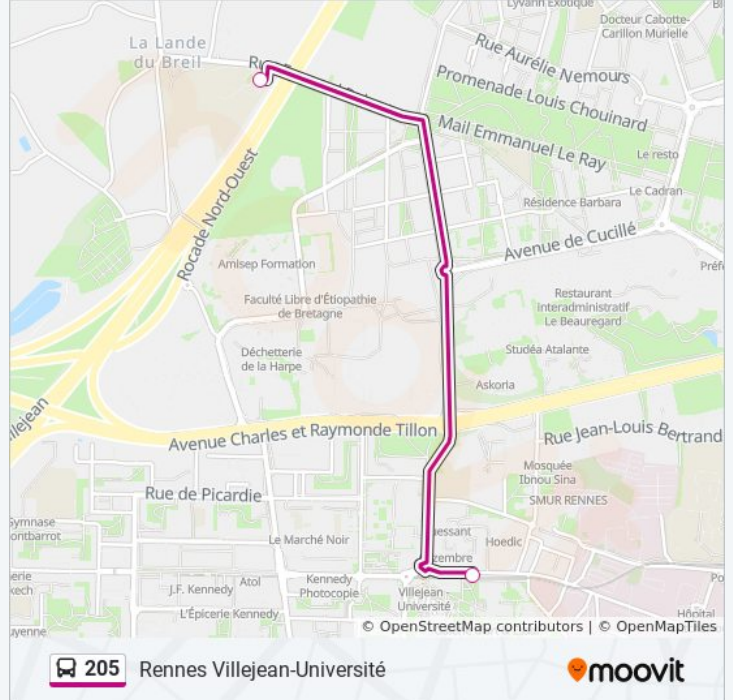 Lyvann Exotique
Docteur Cabotte-
Carillon Murielle
La Lande
du Breil
Rue Aurélie Nemours
Promenade Louis Chouinard
Mail Emmanuel Le Ray
Le resto
Le Cadran
Résidence Barbara
Rocade Nord-Ouest
Avenue de Cucillé
Amisep Formation
Faculté Libre d'Étiopathie
de Bretagne
Restaurant
Interadministratif
Le Beauregard
Déchetterie
de la Harpe
Studéa Atalante
Askoria
Avenue Charles et Raymonde Tillon
Rue Jean-Louis Bertrand
Mosquée
Ibnou Sina
SMUR RENNES
Rue de Picardie
Le Marché Noir
Hoedic
Kennedy
Photocopie
Villejean -
Université
J.F. Kennedy
Atol
L'Épicerie Kennedy
Hôpital
© OpenStreetMap contributors | © OpenMapTiles
205 Rennes Villejean-Université
moovit